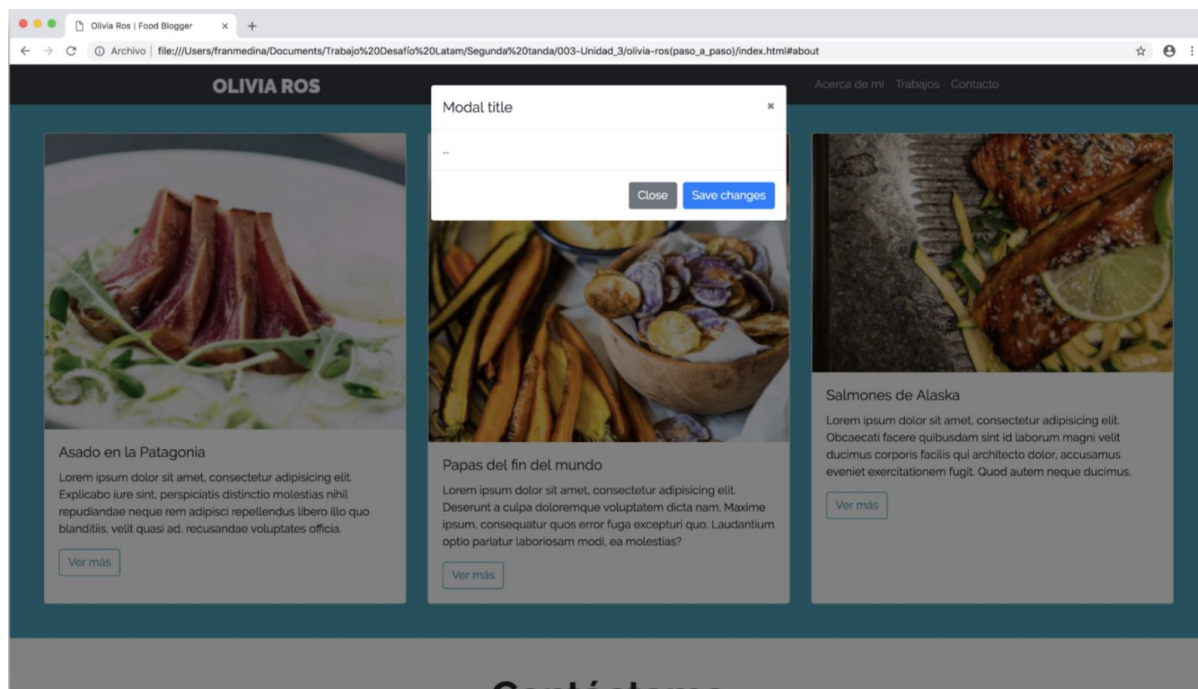 Olivia Ros | Food Blogger
Archivo | file:///Users/franmedina/Documents/Trabajo%20Desafío%20Latam/Segunda%20tanda/003-Unidad_3/olivia-ros(paso_a_paso)/index.html#about
OLIVIA ROS
Acerca de mí Trabajos Contacto
Modal title
...
Close Save changes
Asado en la Patagonia
Lorem ipsum dolor sit amet, consectetur adipisicing elit.
Explicabo iure sint, perspiciatis distinctio molestias nihil
repudiandae neque rem adipisci repellendus libero illo quo
blanditiis, velit quasi ad, recusandae voluptates officia.
Ver más
Papas del fin del mundo
Lorem ipsum dolor sit amet, consectetur adipisicing elit.
Deserunt a culpa doloremque voluptatem dicta nam. Maxime
ipsum, consequatur quos error fuga excepturi quo. Laudantium
optio pariatur laboriosam modi, ea molestias?
Ver más
Salmones de Alaska
Lorem ipsum dolor sit amet, consectetur adipisicing elit.
Obcaecati facere quibusdam sint id laborum magni velit
ducimus corporis facilis qui architecto dolor, accusamus
eveniet exercitationem fugit. Quod autem neque ducimus.
Ver más